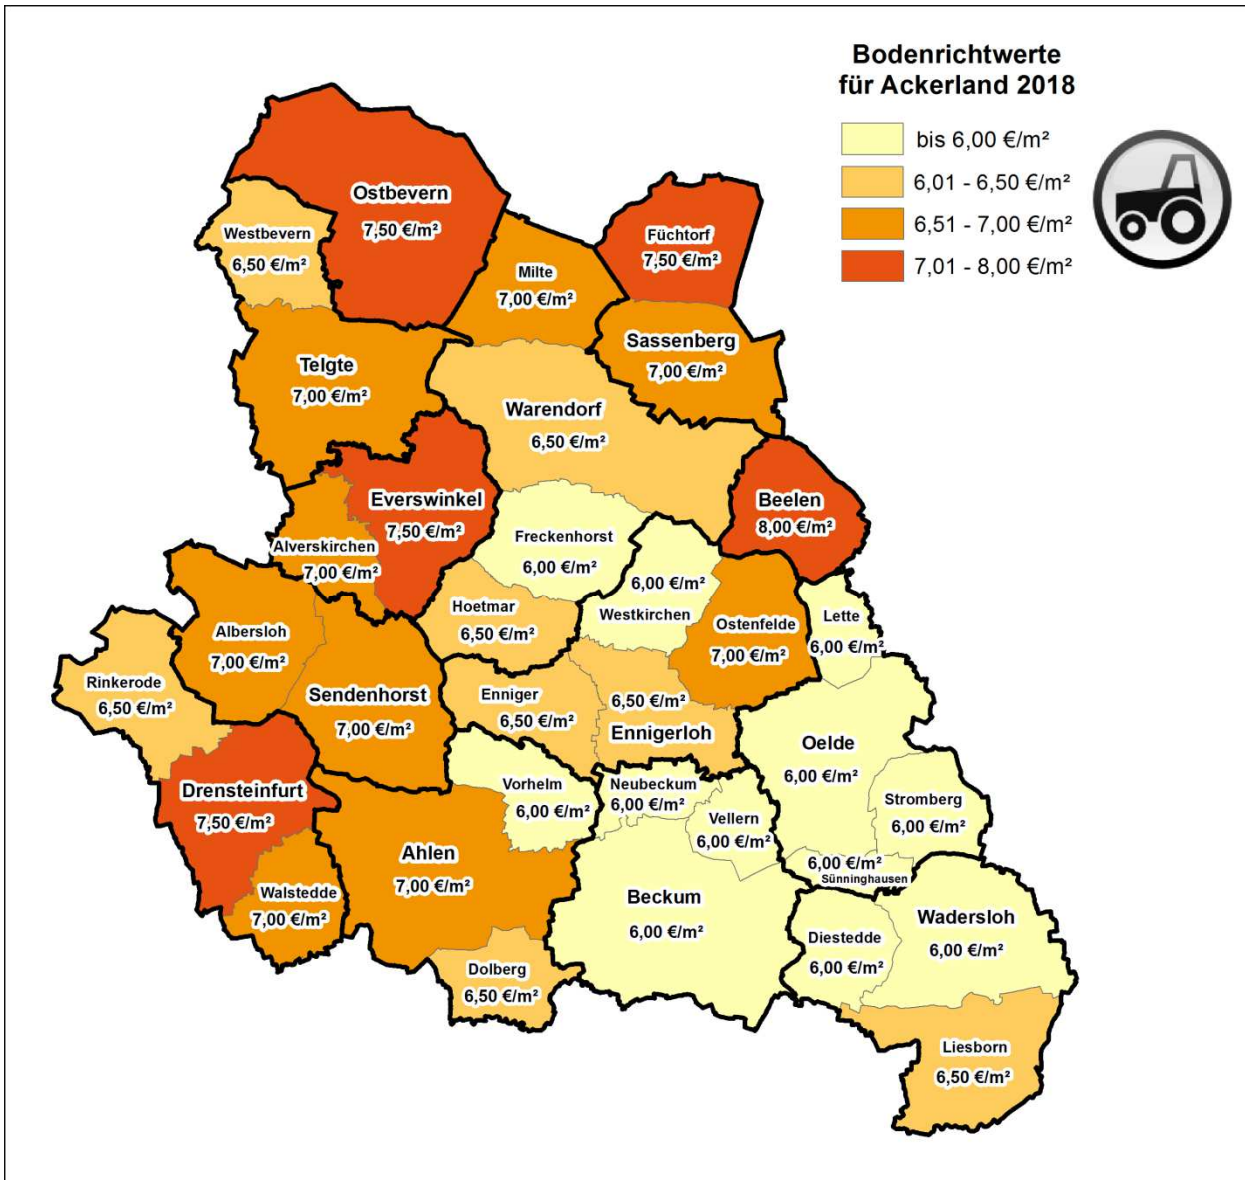 Bodenrichtwerte
für Ackerland 2018
bis 6,00 €/m²
6,01 - 6,50 €/m²
6,51 - 7,00 €/m²
7,01 - 8,00 €/m²
Ostbevern
7,50 €/m²
Westbevern
6,50 €/m²
Füchtorf
7,50 €/m²
Milte
7,00 €/m²
Sassenberg
7,00 €/m²
Telgte
7,00 €/m²
Warendorf
6,50 €/m²
Everswinkel
7,50 €/m²
Beelen
8,00 €/m²
Alverskirchen
7,00 €/m²
Freckenhorst
6,00 €/m²
6,00 €/m²
Westkirchen
Hoetmar
6,50 €/m²
Ostenfelde
7,00 €/m²
Lette
6,00 €/m²
Albersloh
7,00 €/m²
Rinkerode
6,50 €/m²
Sendenhorst
7,00 €/m²
Enniger
6,50 €/m²
6,50 €/m²
Ennigerloh
Oelde
6,00 €/m²
Drensteinfurt
7,50 €/m²
Vorhelm
6,00 €/m²
Neubeckum
6,00 €/m²
Vellern
6,00 €/m²
Stromberg
6,00 €/m²
Ahlen
7,00 €/m²
6,00 €/m²
Sünninghausen
Walstedde
7,00 €/m²
Beckum
6,00 €/m²
Diestedde
6,00 €/m²
Wadersloh
6,00 €/m²
Dolberg
6,50 €/m²
Liesborn
6,50 €/m²